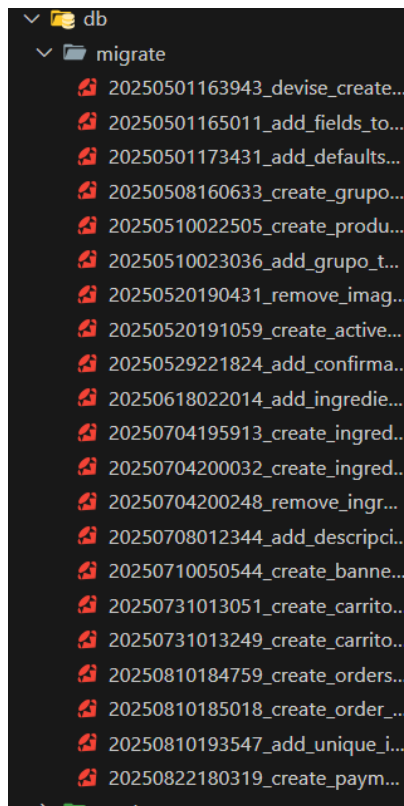 db
migrate
20250501163943_devise_create...
20250501165011_add_fields_to...
20250501173431_add_defaults...
20250508160633_create_grupo...
20250510022505_create_produ...
20250510023036_add_grupo_t...
20250520190431_remove_imag...
20250520191059_create_active...
20250529221824_add_confirma...
20250618022014_add_ingredie...
20250704195913_create_ingred...
20250704200032_create_ingred...
20250704200248_remove_ingr...
20250708012344_add_descripci...
20250710050544_create_banne...
20250731013051_create_carrito...
20250731013249_create_carrito...
20250810184759_create_orders...
20250810185018_create_order_...
20250810193547_add_unique_i...
20250822180319_create_paym...